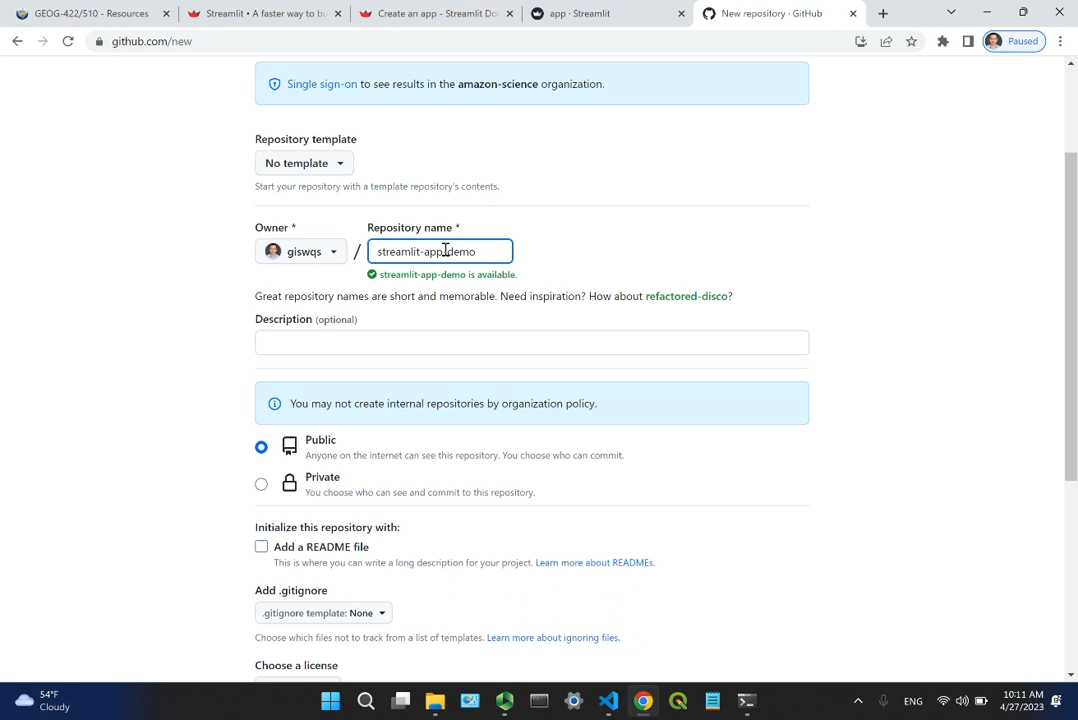 GEOG-422/510 - Resources
Streamlit • A faster way to bu
Create an app - Streamlit Do
app · Streamlit
New repository · GitHub
github.com/new
Paused
Single sign-on to see results in the amazon-science organization.
Repository template
No template
Start your repository with a template repository's contents.
Owner *
Repository name *
giswqs
/
streamlit-app-demo
streamlit-app-demo is available.
Great repository names are short and memorable. Need inspiration? How about refactored-disco?
Description (optional)
You may not create internal repositories by organization policy.
Public
Anyone on the internet can see this repository. You choose who can commit.
Private
You choose who can see and commit to this repository.
Initialize this repository with:
Add a README file
This is where you can write a long description for your project. Learn more about READMEs.
Add .gitignore
.gitignore template: None
Choose which files not to track from a list of templates. Learn more about ignoring files.
Choose a license
54°F
Cloudy
ENG
10:11 AM
4/27/2023